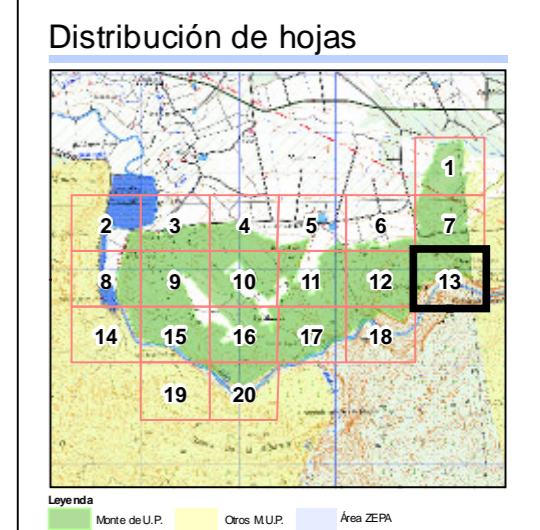 Distribución de hojas
1
2 3 4 5 6 7
8 9 10 11 12 13
14 15 16 17 18
19 20
Leyenda
Monte de U.P. Otros M.U.P. Área ZEPA